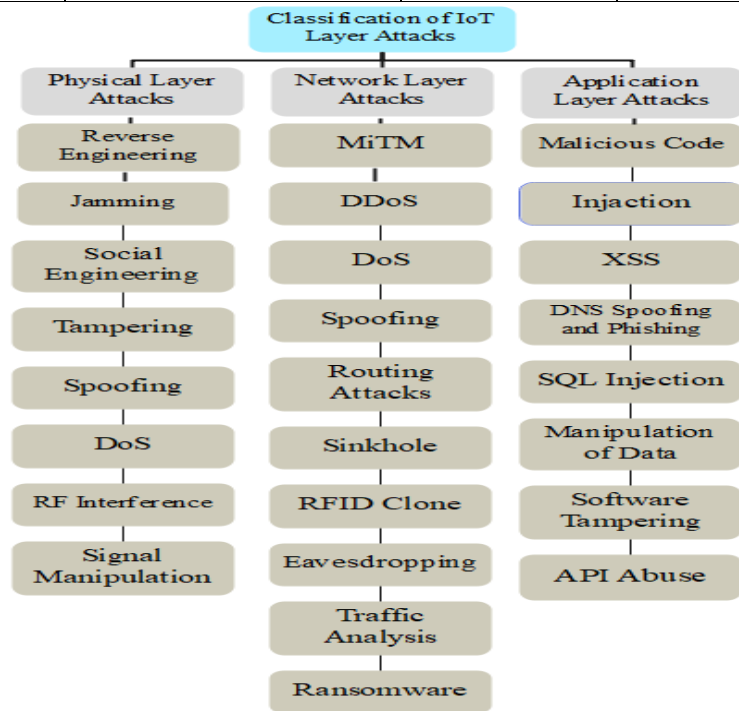 Classification of IoT
Layer Attacks
Physical Layer
Attacks
Reverse
Engineering
Jamming
Social
Engineering
Tampering
Spoofing
DoS
RF Interference
Signal
Manipulation
Network Layer
Attacks
MiTM
DDoS
DoS
Spoofing
Routing
Attacks
Sinkhole
RFID Clone
Eavesdropping
Traffic
Analysis
Ransomware
Application
Layer Attacks
Malicious Code
Injaction
XSS
DNS Spoofing
and Phishing
SQL Injection
Manipulation
of Data
Software
Tampering
API Abuse